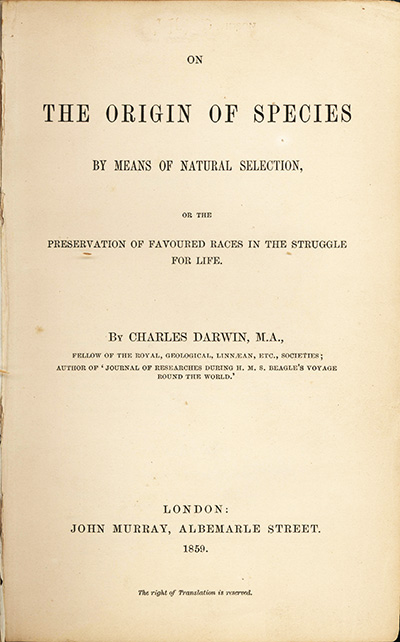 ON
THE ORIGIN OF SPECIES
BY MEANS OF NATURAL SELECTION,
OR THE
PRESERVATION OF FAVOURED RACES IN THE STRUGGLE
FOR LIFE.
BY CHARLES DARWIN, M.A.,
FELLOW OF THE ROYAL, GEOLOGICAL, LINNÆAN, ETC., SOCIETIES;
AUTHOR OF ‘JOURNAL OF RESEARCHES DURING H. M. S. BEAGLE’S VOYAGE
ROUND THE WORLD.’
LONDON:
JOHN MURRAY, ALBEMARLE STREET.
1859.
The right of Translation is reserved.